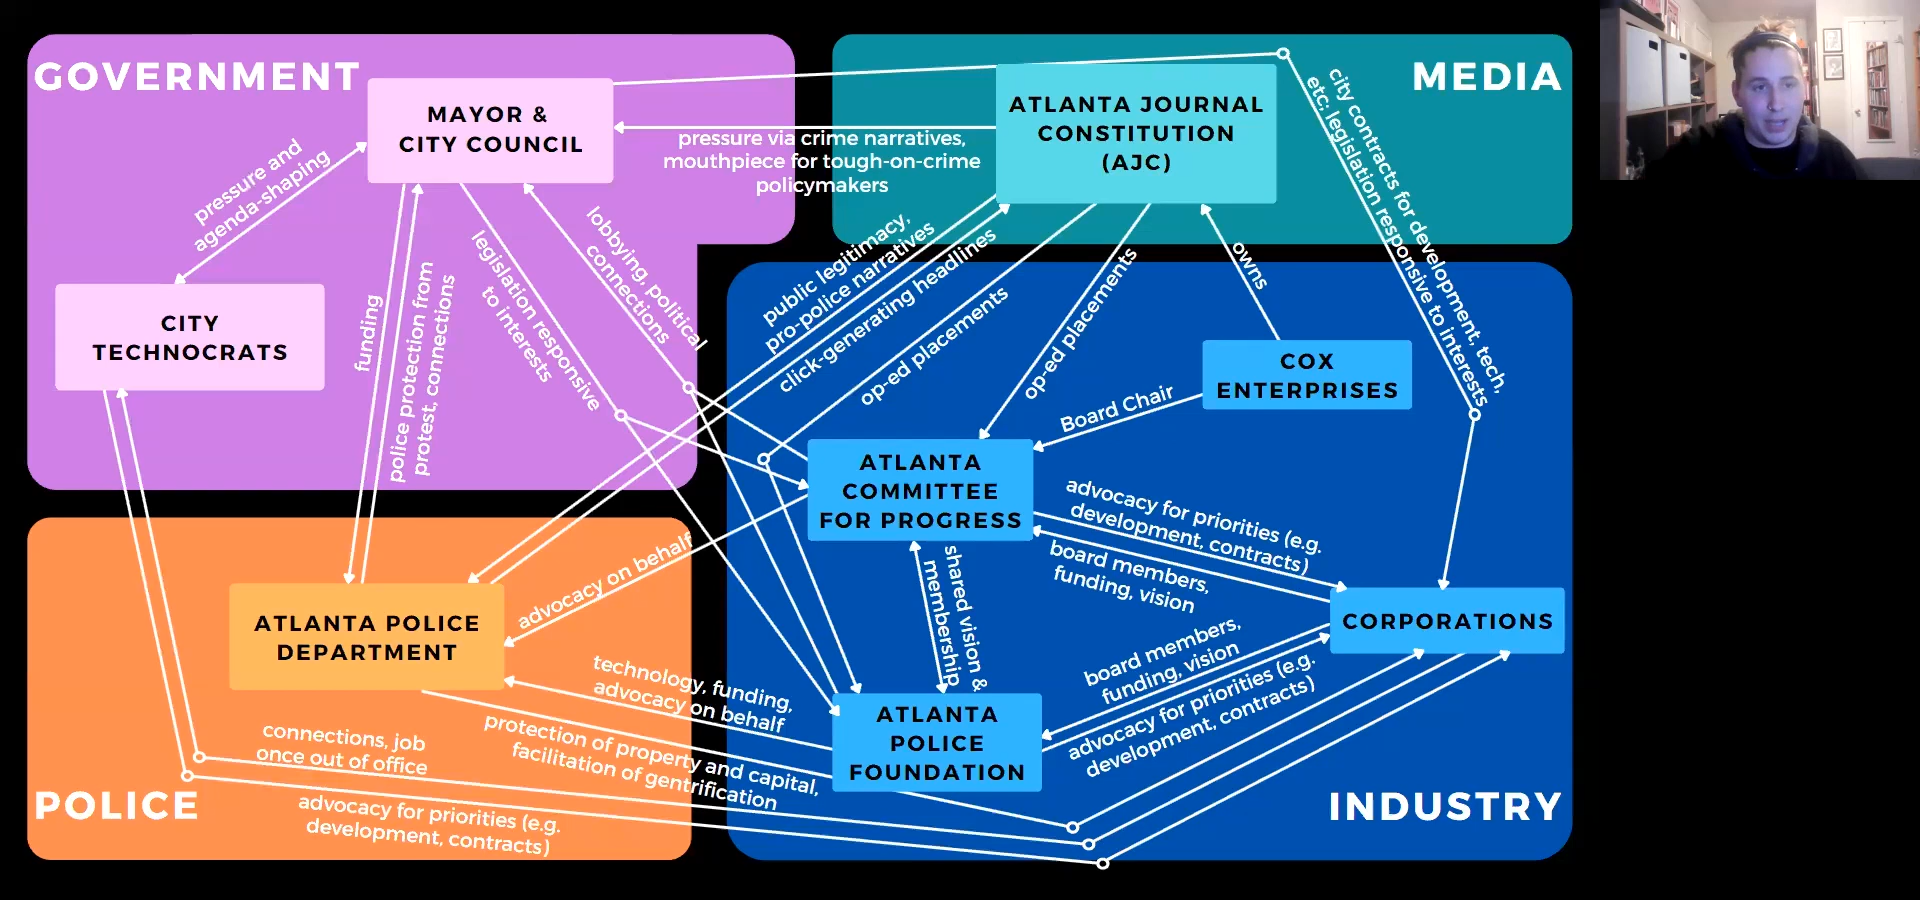 GOVERNMENT
MAYOR &
CITY COUNCIL
pressure and
agenda-shaping
CITY
TECHNOCRATS
pressure via crime narratives,
mouthpiece for tough-on-crime
policymakers
MEDIA
ATLANTA JOURNAL
CONSTITUTION
(AJC)
city contracts for development, tech,
etc; legislation responsive to interests
funding
police protection from
protest, connections
legislation responsive
to interests
lobbying, political
connections
public legitimacy,
pro-police narratives
click-generating headlines
op-ed placements
op-ed placements
owns
COX
ENTERPRISES
Board Chair
ATLANTA
COMMITTEE
FOR PROGRESS
advocacy for priorities (e.g.
development, contracts)
board members,
funding, vision
shared vision &
membership
CORPORATIONS
board members,
funding, vision
advocacy for priorities (e.g.
development, contracts)
ATLANTA
POLICE
FOUNDATION
INDUSTRY
ATLANTA POLICE
DEPARTMENT
advocacy on behalf
technology, funding,
advocacy on behalf
protection of property and capital,
facilitation of gentrification
connections, job
once out of office
advocacy for priorities (e.g.
development, contracts)
POLICE